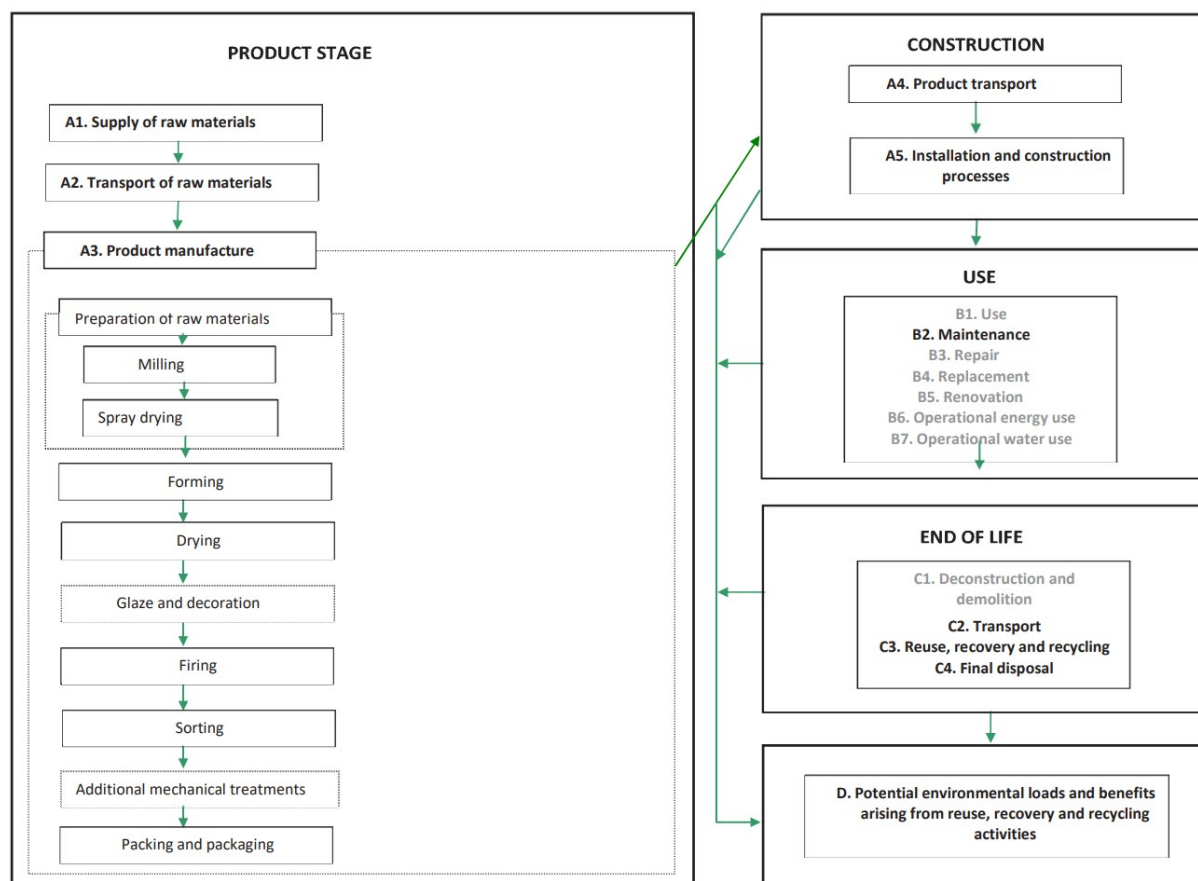 PRODUCT STAGE
A1. Supply of raw materials
A2. Transport of raw materials
A3. Product manufacture
Preparation of raw materials
Milling
Spray drying
Forming
Drying
Glaze and decoration
Firing
Sorting
Additional mechanical treatments
Packing and packaging
CONSTRUCTION
A4. Product transport
A5. Installation and construction
processes
USE
B1. Use
B2. Maintenance
B3. Repair
B4. Replacement
B5. Renovation
B6. Operational energy use
B7. Operational water use
END OF LIFE
C1. Deconstruction and
demolition
C2. Transport
C3. Reuse, recovery and recycling
C4. Final disposal
D. Potential environmental loads and benefits
arising from reuse, recovery and recycling
activities